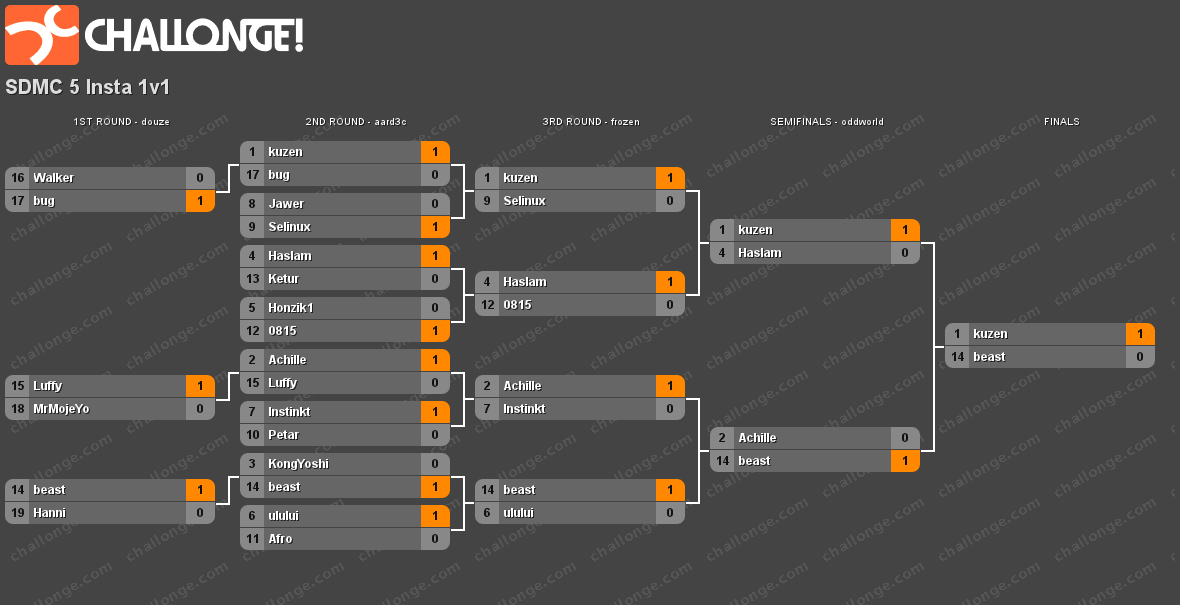 CHALLONGE!
SDMC 5 Insta 1v1
1ST ROUND - douze
2ND ROUND - aard3c
3RD ROUND - frozen
SEMIFINALS - oddworld
FINALS
16 Walker 0
17 bug 1
15 Luffy 1
18 MrMojeYo 0
14 beast 1
19 Hanni 0
1 kuzen 1
17 bug 0
8 Jawer 0
9 Selinux 1
4 Haslam 1
13 Ketur 0
5 Honzik1 0
12 0815 1
2 Achille 1
15 Luffy 0
7 Instinkt 1
10 Petar 0
3 KongYoshi 0
14 beast 1
6 ulului 1
11 Afro 0
1 kuzen 1
9 Selinux 0
4 Haslam 1
12 0815 0
2 Achille 1
7 Instinkt 0
14 beast 1
6 ulului 0
1 kuzen 1
4 Haslam 0
2 Achille 0
14 beast 1
1 kuzen 1
14 beast 0
challonge.com